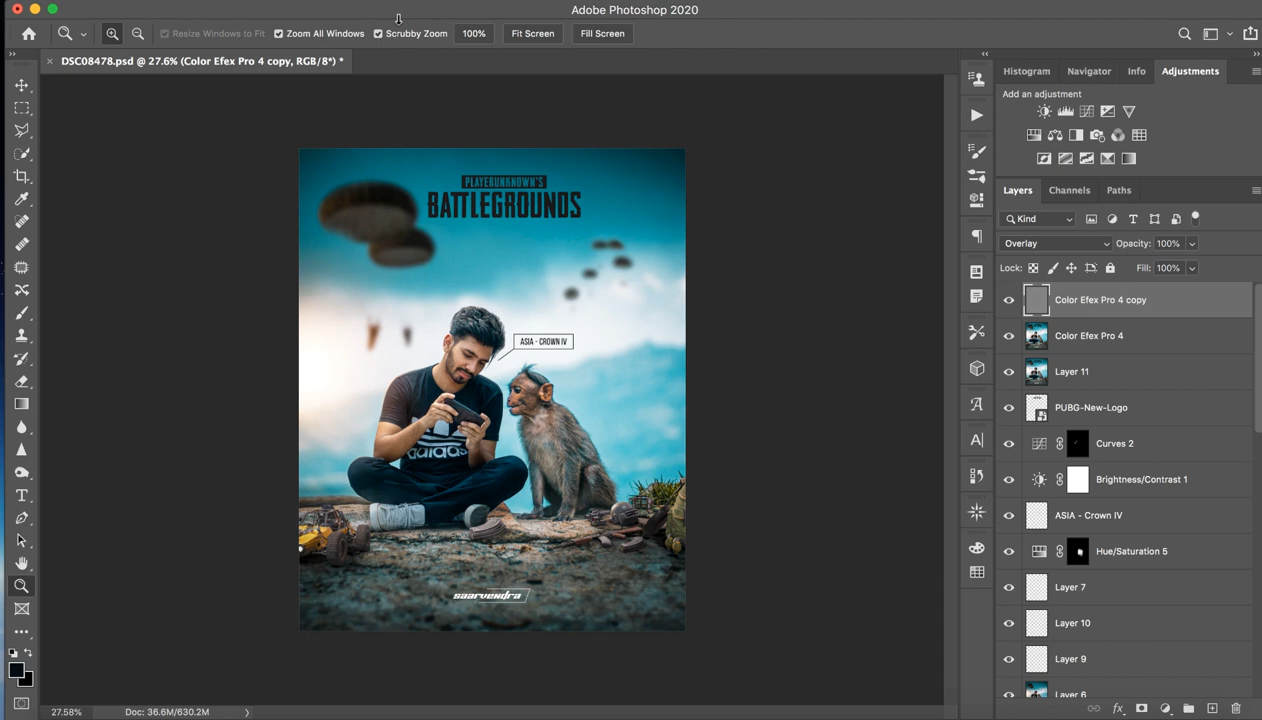 Adobe Photoshop 2020
Resize Windows to Fit
Zoom All Windows
Scrubby Zoom
100%
Fit Screen
Fill Screen
DSC08478.psd @ 27.6% (Color Efex Pro 4 copy, RGB/8*) *
Histogram
Navigator
Info
Adjustments
Add an adjustment
Layers
Channels
Paths
Kind
Overlay
Opacity: 100%
Lock:
Fill: 100%
Color Efex Pro 4 copy
Color Efex Pro 4
Layer 11
PUBG-New-Logo
Curves 2
Brightness/Contrast 1
ASIA - Crown IV
Hue/Saturation 5
Layer 7
Layer 10
Layer 9
Layer 6
PLAYERUNKNOWN'S
BATTLEGROUNDS
ASIA - CROWN IV
adidas
saarvendra
27.58%
Doc: 36.6M/630.2M